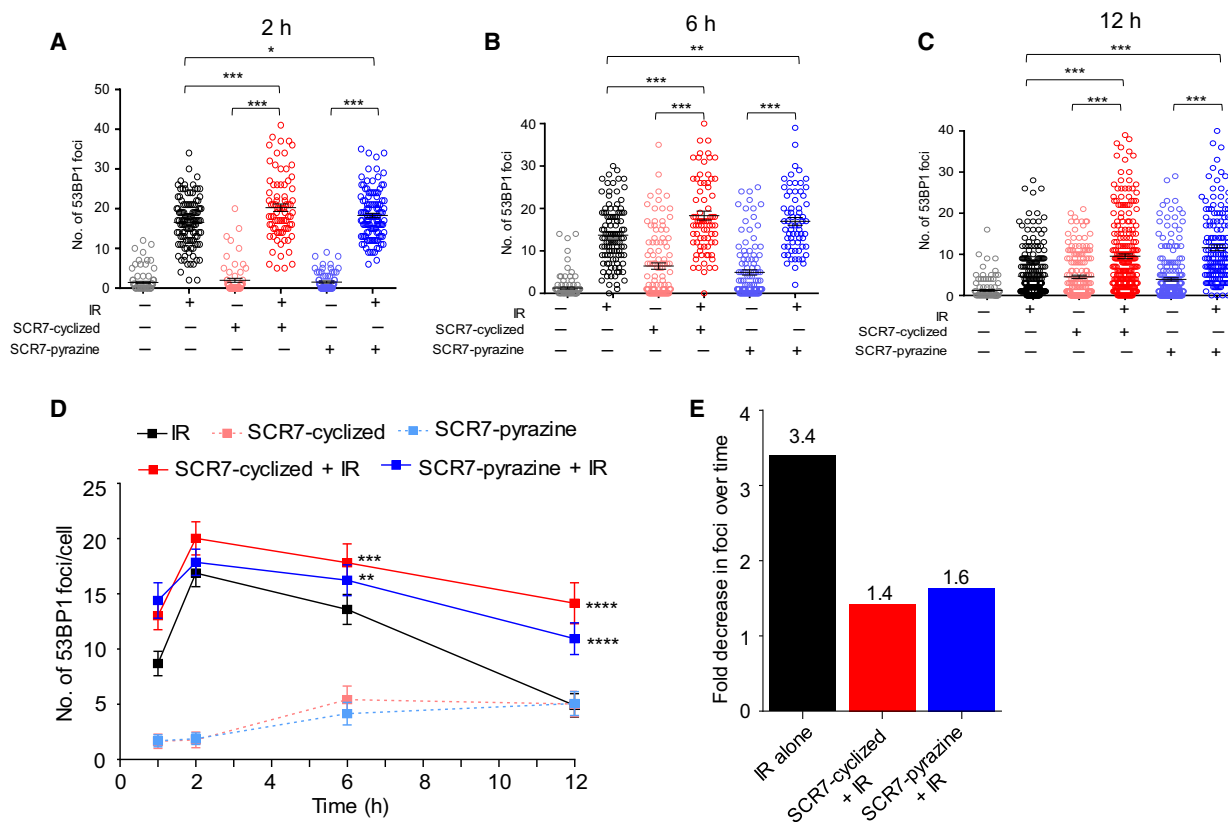 2 h
6 h
12 h
A
B
C
*
***
***
***
**
***
***
***
***
***
***
***
No. of 53BP1 foci
50
40
30
20
10
0
No. of 53BP1 foci
40
30
20
10
0
No. of 53BP1 foci
50
40
30
20
10
0
IR – + – + – +
SCR7-cyclized – – + + – –
SCR7-pyrazine – – – – + +
IR – + – + – +
SCR7-cyclized – – + + – –
SCR7-pyrazine – – – – + +
IR – + – + – +
SCR7-cyclized – – + + – –
SCR7-pyrazine – – – – + +
D
IR SCR7-cyclized SCR7-pyrazine
SCR7-cyclized + IR SCR7-pyrazine + IR
No. of 53BP1 foci/cell
25
20
15
10
5
0
***
**
****
****
0 2 4 6 8 10 12
Time (h)
E
Fold decrease in foci over time
4
3
2
1
0
3.4
1.4
1.6
IR alone
SCR7-cyclized
+ IR
SCR7-pyrazine
+ IR